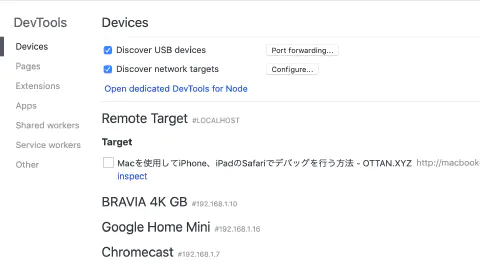 DevTools
Devices
Pages
Extensions
Apps
Shared workers
Service workers
Other
Devices
Discover USB devices
Port forwarding...
Discover network targets
Configure...
Open dedicated DevTools for Node
Remote Target #LOCALHOST
Target
Macを使用してiPhone、iPadのSafariでデバッグを行う方法 - OTTAN.XYZ http://macbook
inspect
BRAVIA 4K GB #192.168.1.10
Google Home Mini #192.168.1.16
Chromecast #192.168.1.7